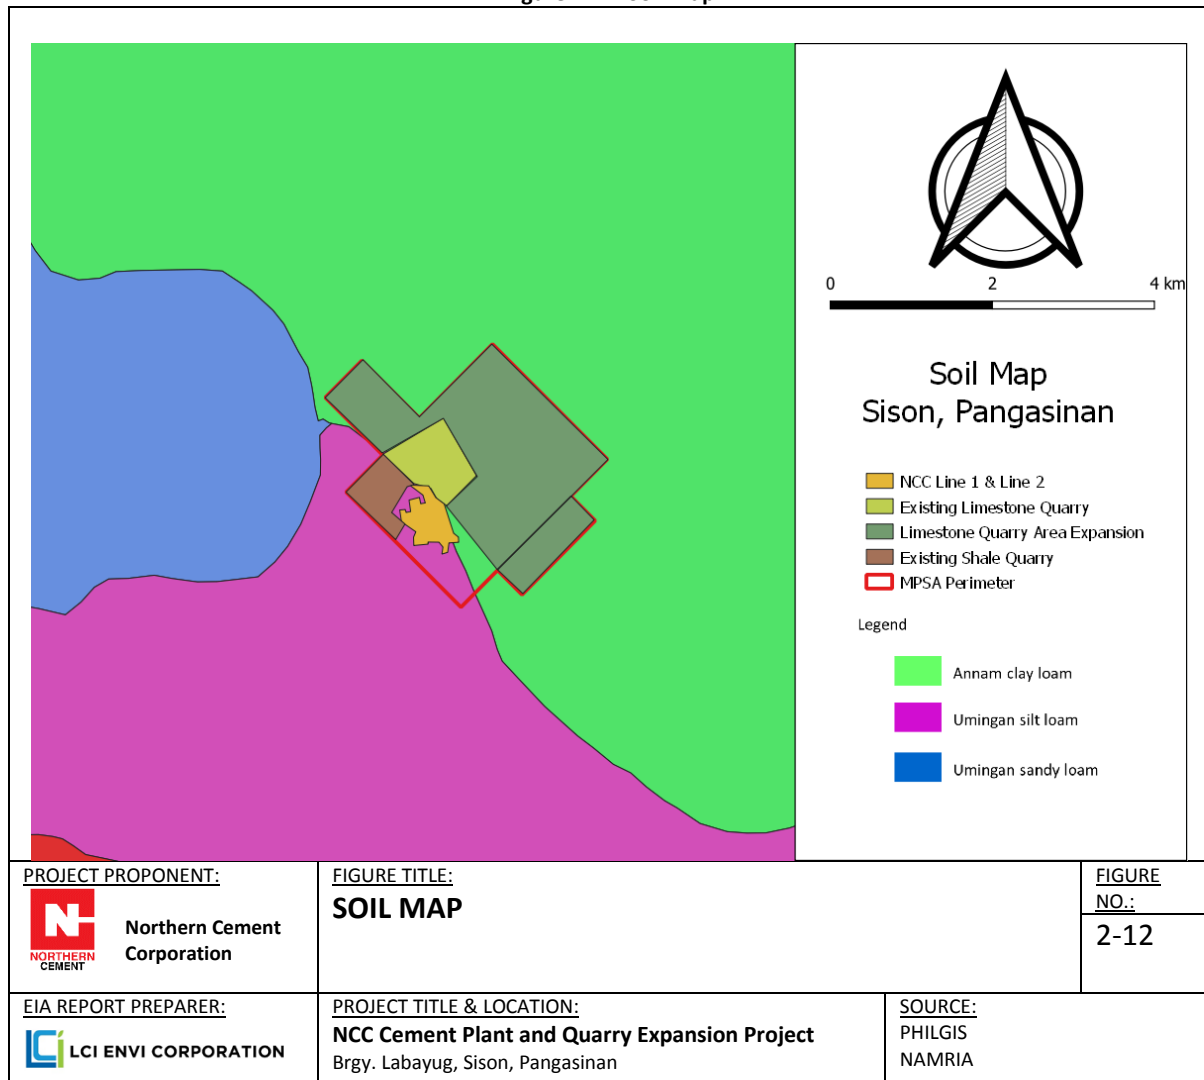 0 2 4 km
Soil Map
Sison, Pangasinan
NCC Line 1 & Line 2
Existing Limestone Quarry
Limestone Quarry Area Expansion
Existing Shale Quarry
MPSA Perimeter
Legend
Annam clay loam
Umingan silt loam
Umingan sandy loam
PROJECT PROPONENT:
N
NORTHERN
CEMENT
Northern Cement
Corporation
FIGURE TITLE:
SOIL MAP
FIGURE
NO.:
2-12
EIA REPORT PREPARER:
LCI ENVI CORPORATION
PROJECT TITLE & LOCATION:
NCC Cement Plant and Quarry Expansion Project
Brgy. Labayug, Sison, Pangasinan
SOURCE:
PHILGIS
NAMRIA